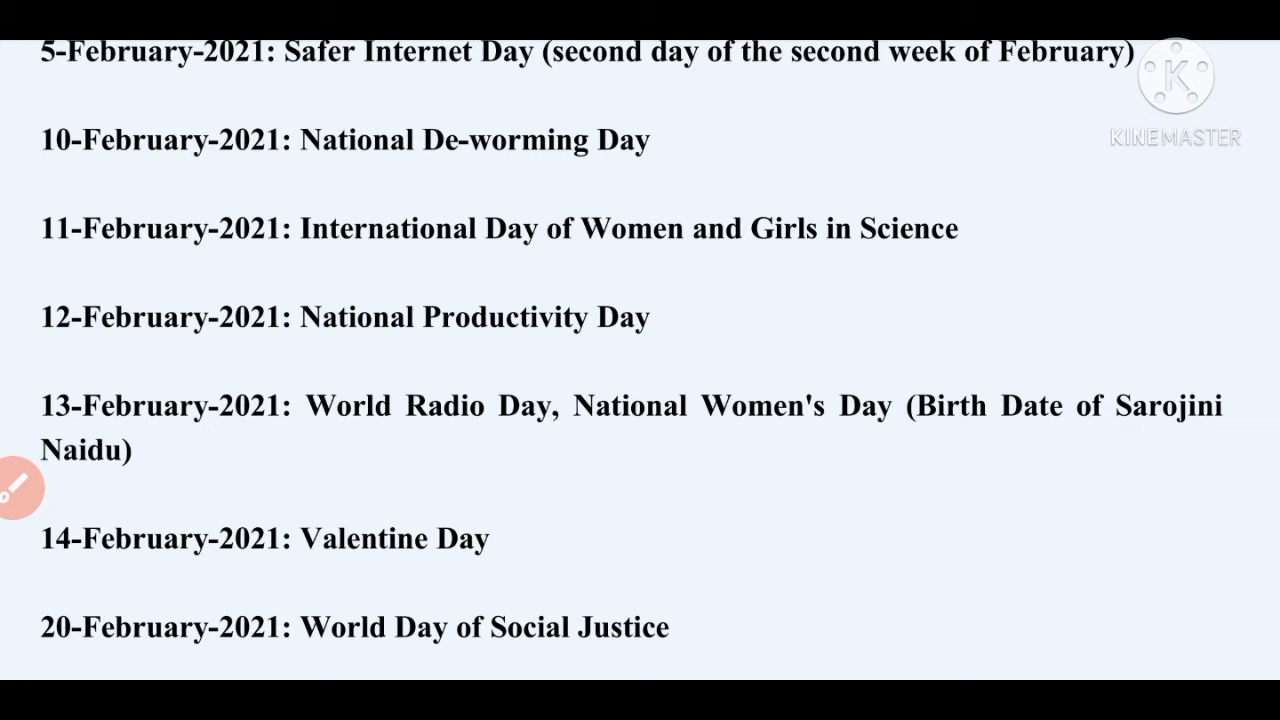 5-February-2021: Safer Internet Day (second day of the second week of February)
K
KINEMASTER
10-February-2021: National De-worming Day
11-February-2021: International Day of Women and Girls in Science
12-February-2021: National Productivity Day
13-February-2021: World Radio Day, National Women's Day (Birth Date of Sarojini
Naidu)
14-February-2021: Valentine Day
20-February-2021: World Day of Social Justice